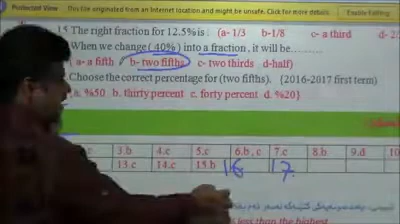 Protected View This file originated from an Internet location and might be unsafe. Click for more details. Enable Editing
15 The right fraction for 12.5% is : (a- 1/3 b-1/8 c- a third d- 2
When we change ( 40%) into a fraction, it will be........
( a- a fifth b- two fifths c- two thirds d-half)
Choose the correct percentage for (two fifths). {2016-2017 first term)
a. %50 b. thirty percent c. forty percent d. %20}
3.b 4.c 5.c 6.b, c 7.c 8.b 9.d 10
13.c 14.c 15.b 16 17.
less than the highest